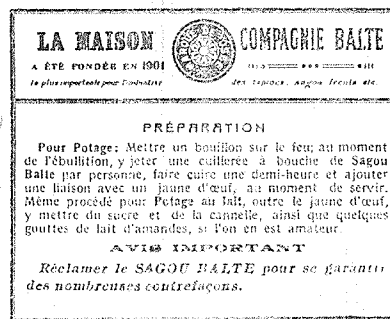 LA MAISON
COMPAGNIE BALTE
A ÉTÉ FONDÉE EN 1901
la plus importante pour l'industrie
des tapioca, sagou fecula etc.
PRÉPARATION
Pour Potage: Mettre un bouillon sur le feu; au moment
de l'ébullition, y jeter une cuillerée à bouche de Sagou
Balte par personne, faire cuire une demi-heure et ajouter
une liaison avec un jaune d'œuf, au moment de servir.
Même procédé pour Potage au lait, outre le jaune d'œuf,
y mettre du sucre et de la cannelle, ainsi que quelques
gouttes de lait d'amandes, si l'on en est amateur.
AVIS IMPORTANT
Réclamer le SAGOU BALTE pour se garantir
des nombreuses contrefaçons.